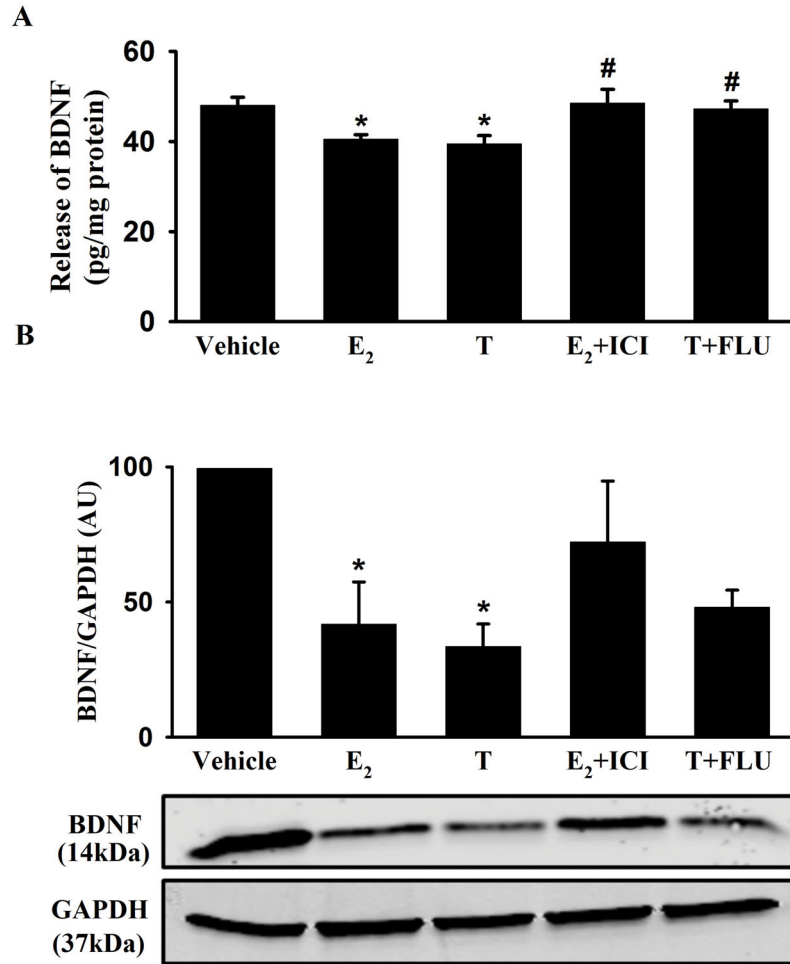 A
Release of BDNF
(pg/mg protein)
60
40
20
0
* * # #
Vehicle E₂ T E₂+ICI T+FLU
B
BDNF/GAPDH (AU)
100
50
0
* *
Vehicle E₂ T E₂+ICI T+FLU
BDNF
(14kDa)
GAPDH
(37kDa)